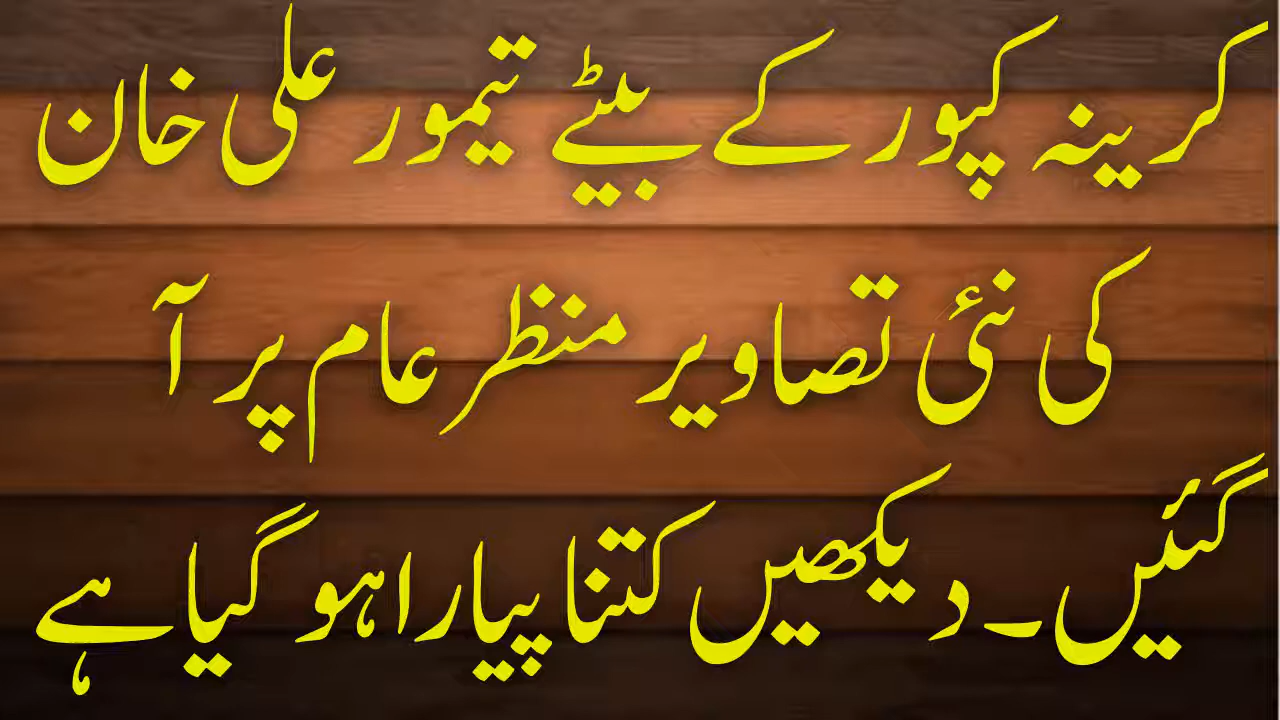 کرینہ کپور کے بیٹے تیمور علی خان
کی نئی تصاویر منظر عام پر آ
گئیں۔ دیکھیں کتنا پیارا ہو گیا ہے